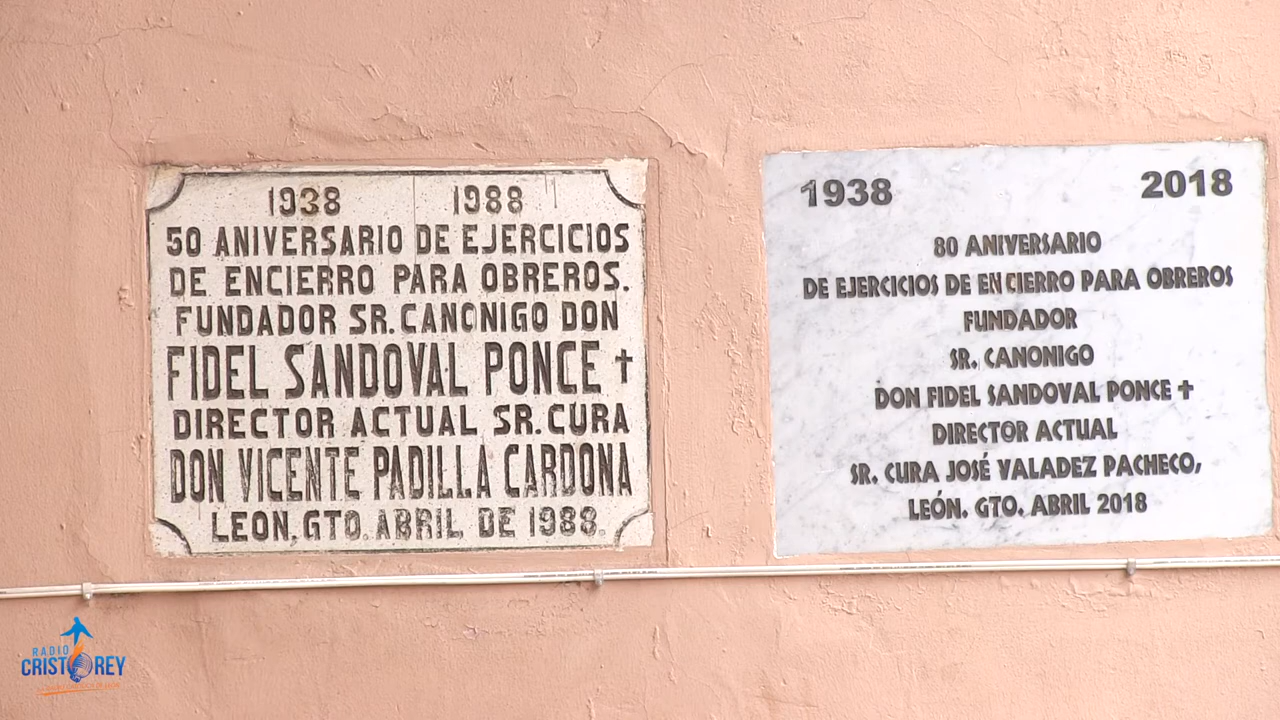 1938 1988
50 ANIVERSARIO DE EJERCICIOS
DE ENCIERRO PARA OBREROS.
FUNDADOR SR. CANONIGO DON
FIDEL SANDOVAL PONCE ✝
DIRECTOR ACTUAL SR. CURA
DON VICENTE PADILLA CARDONA
LEON, GTO. ABRIL DE 1988.
1938 2018
80 ANIVERSARIO
DE EJERCICIOS DE ENCIERRO PARA OBREROS
FUNDADOR
SR. CANONIGO
DON FIDEL SANDOVAL PONCE ✝
DIRECTOR ACTUAL
SR. CURA JOSÉ VALADEZ PACHECO,
LEÓN, GTO. ABRIL 2018
RADIO
CRISTOREY